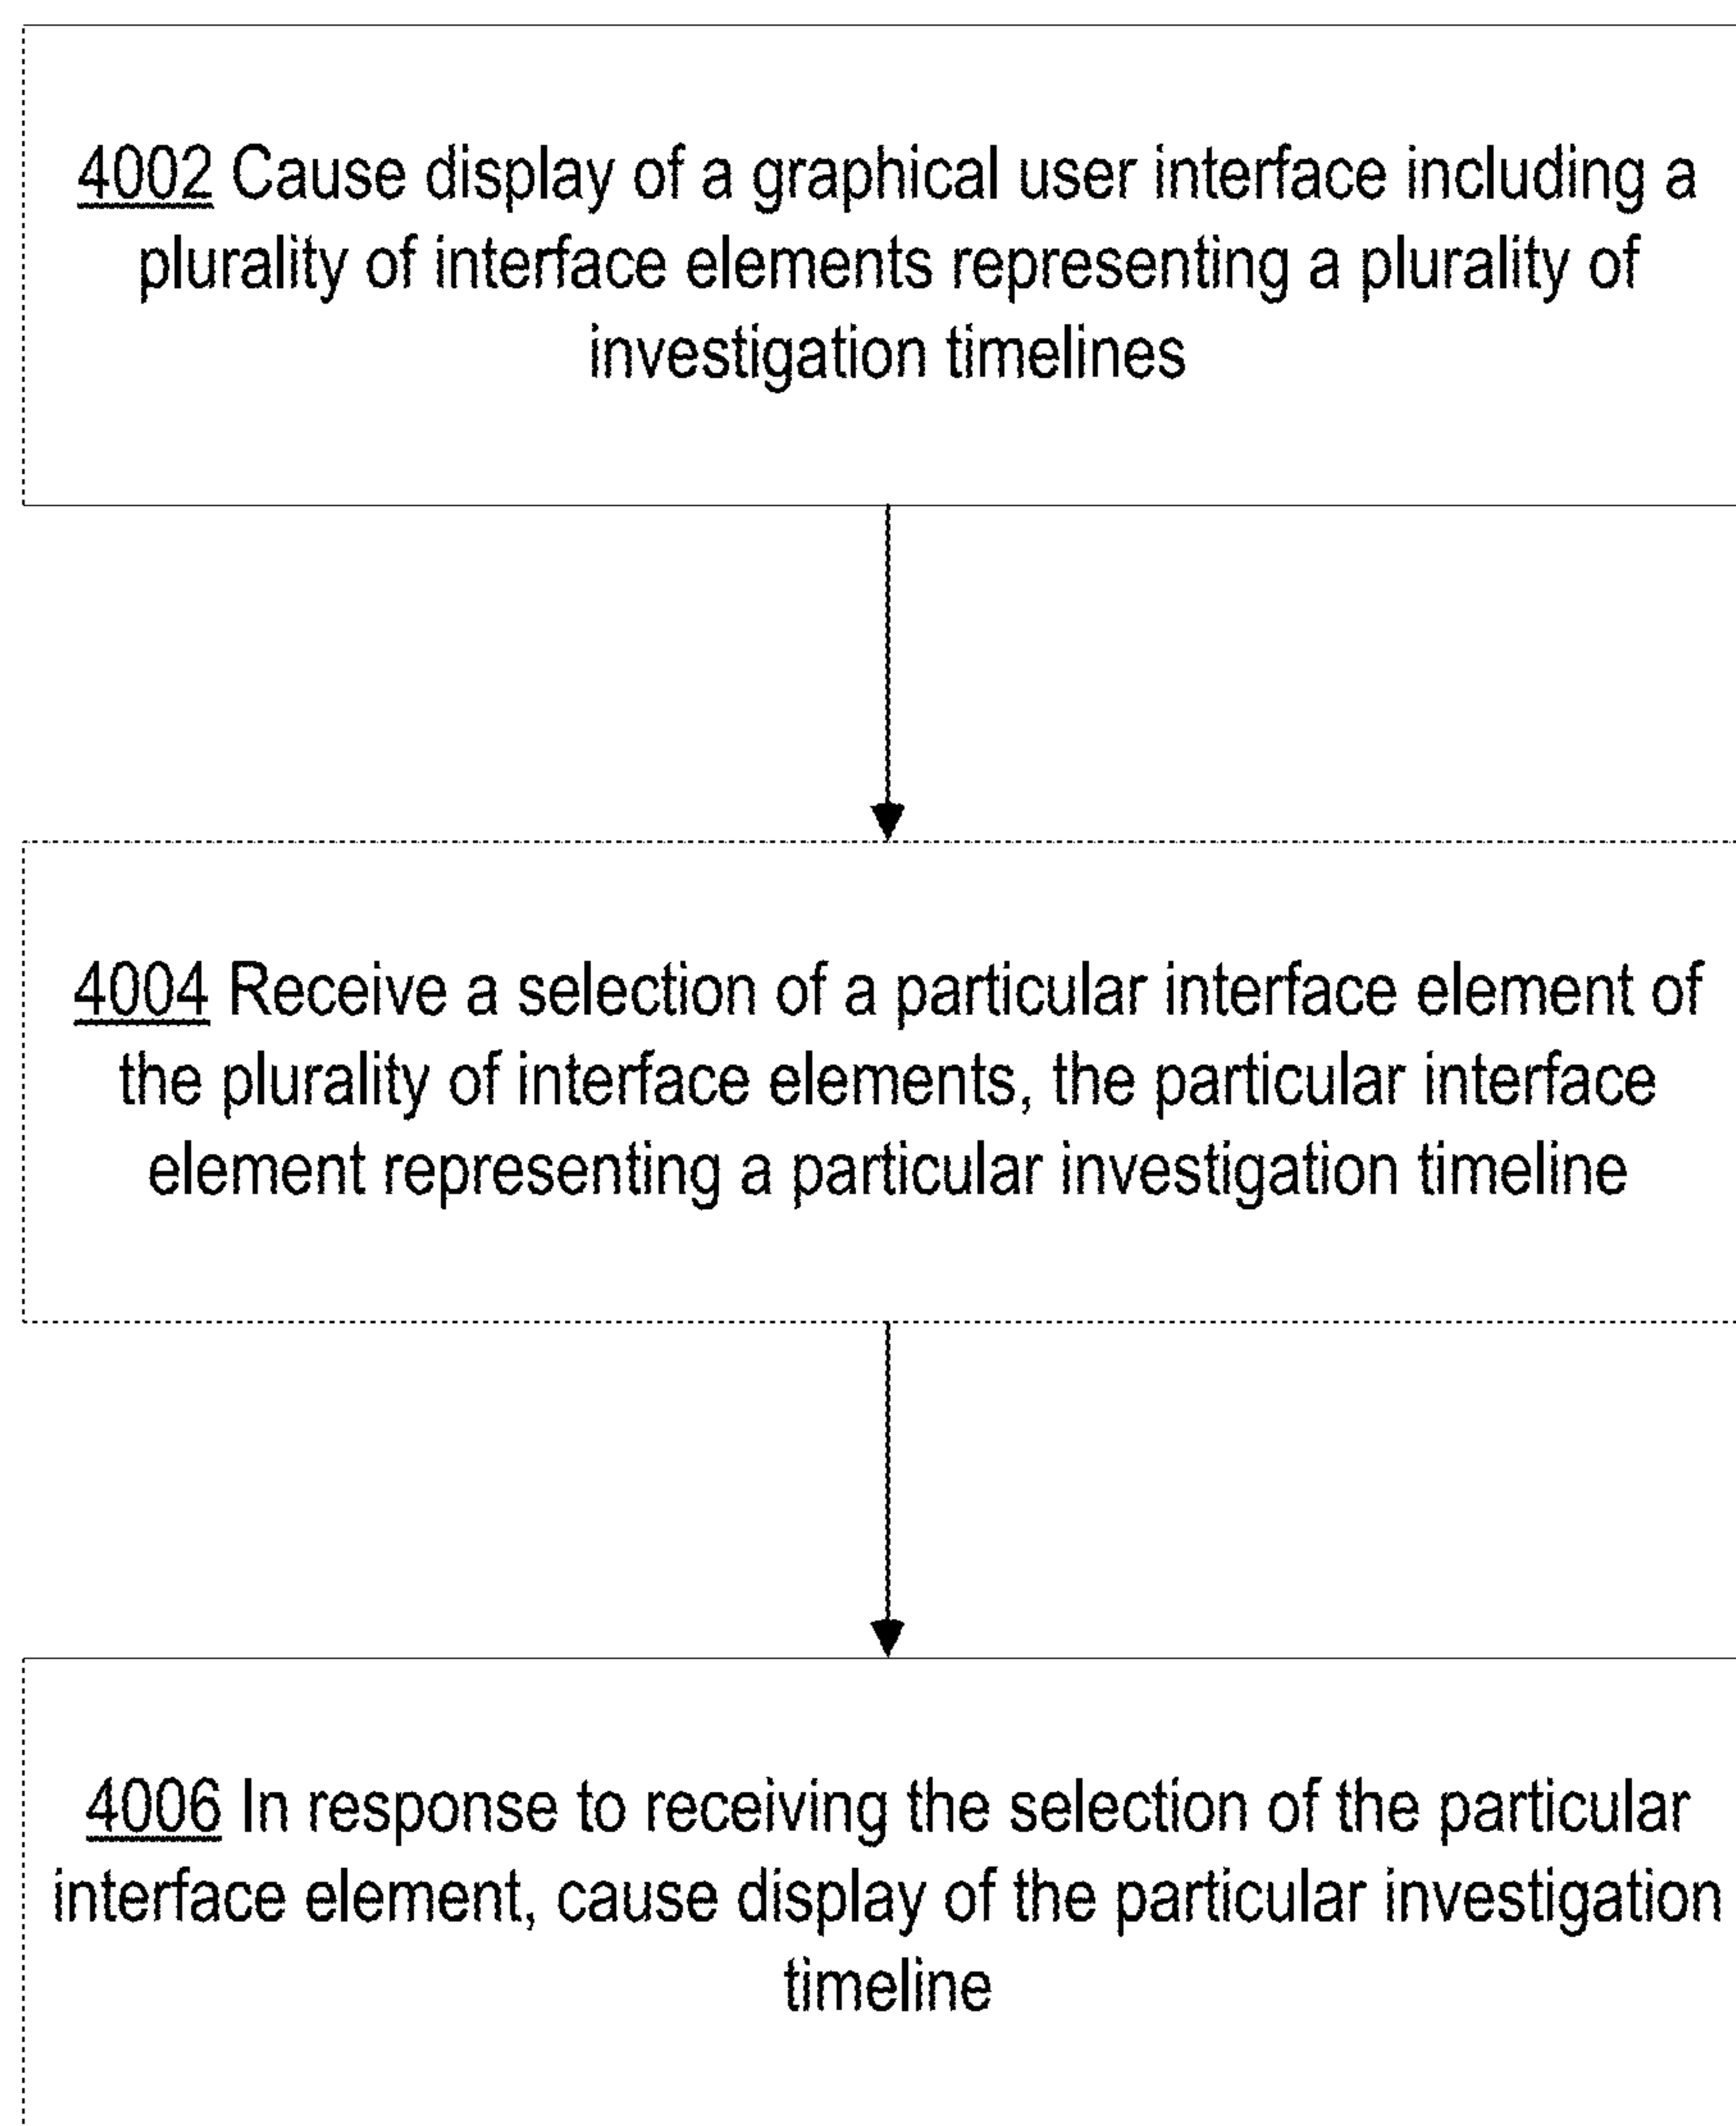 4002 Cause display of a graphical user interface including a
plurality of interface elements representing a plurality of
investigation timelines
4004 Receive a selection of a particular interface element of
the plurality of interface elements, the particular interface
element representing a particular investigation timeline
4006 In response to receiving the selection of the particular
interface element, cause display of the particular investigation
timeline